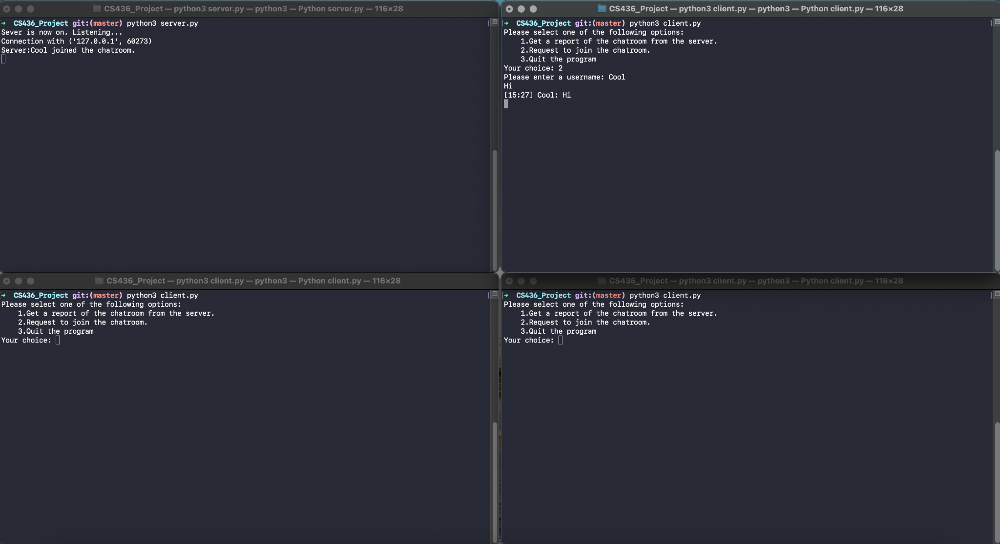 CS436_Project — python3 server.py — python3 — Python server.py — 116×28
➜  CS436_Project git:(master) python3 server.py
Sever is now on. Listening...
Connection with ('127.0.0.1', 60273)
Server:Cool joined the chatroom.
CS436_Project — python3 client.py — python3 — Python client.py — 116×28
[➜  CS436_Project git:(master) python3 client.py ]
Please select one of the following options:
    1.Get a report of the chatroom from the server.
    2.Request to join the chatroom.
    3.Quit the program
Your choice: 2
Please enter a username: Cool
Hi
[15:27] Cool: Hi
CS436_Project — python3 client.py — python3 — Python client.py — 116×28
➜  CS436_Project git:(master) python3 client.py ]
Please select one of the following options:
    1.Get a report of the chatroom from the server.
    2.Request to join the chatroom.
    3.Quit the program
Your choice:
CS436_Project — python3 client.py — python3 — Python client.py — 116×28
[➜  CS436_Project git:(master) python3 client.py ]
Please select one of the following options:
    1.Get a report of the chatroom from the server.
    2.Request to join the chatroom.
    3.Quit the program
Your choice: